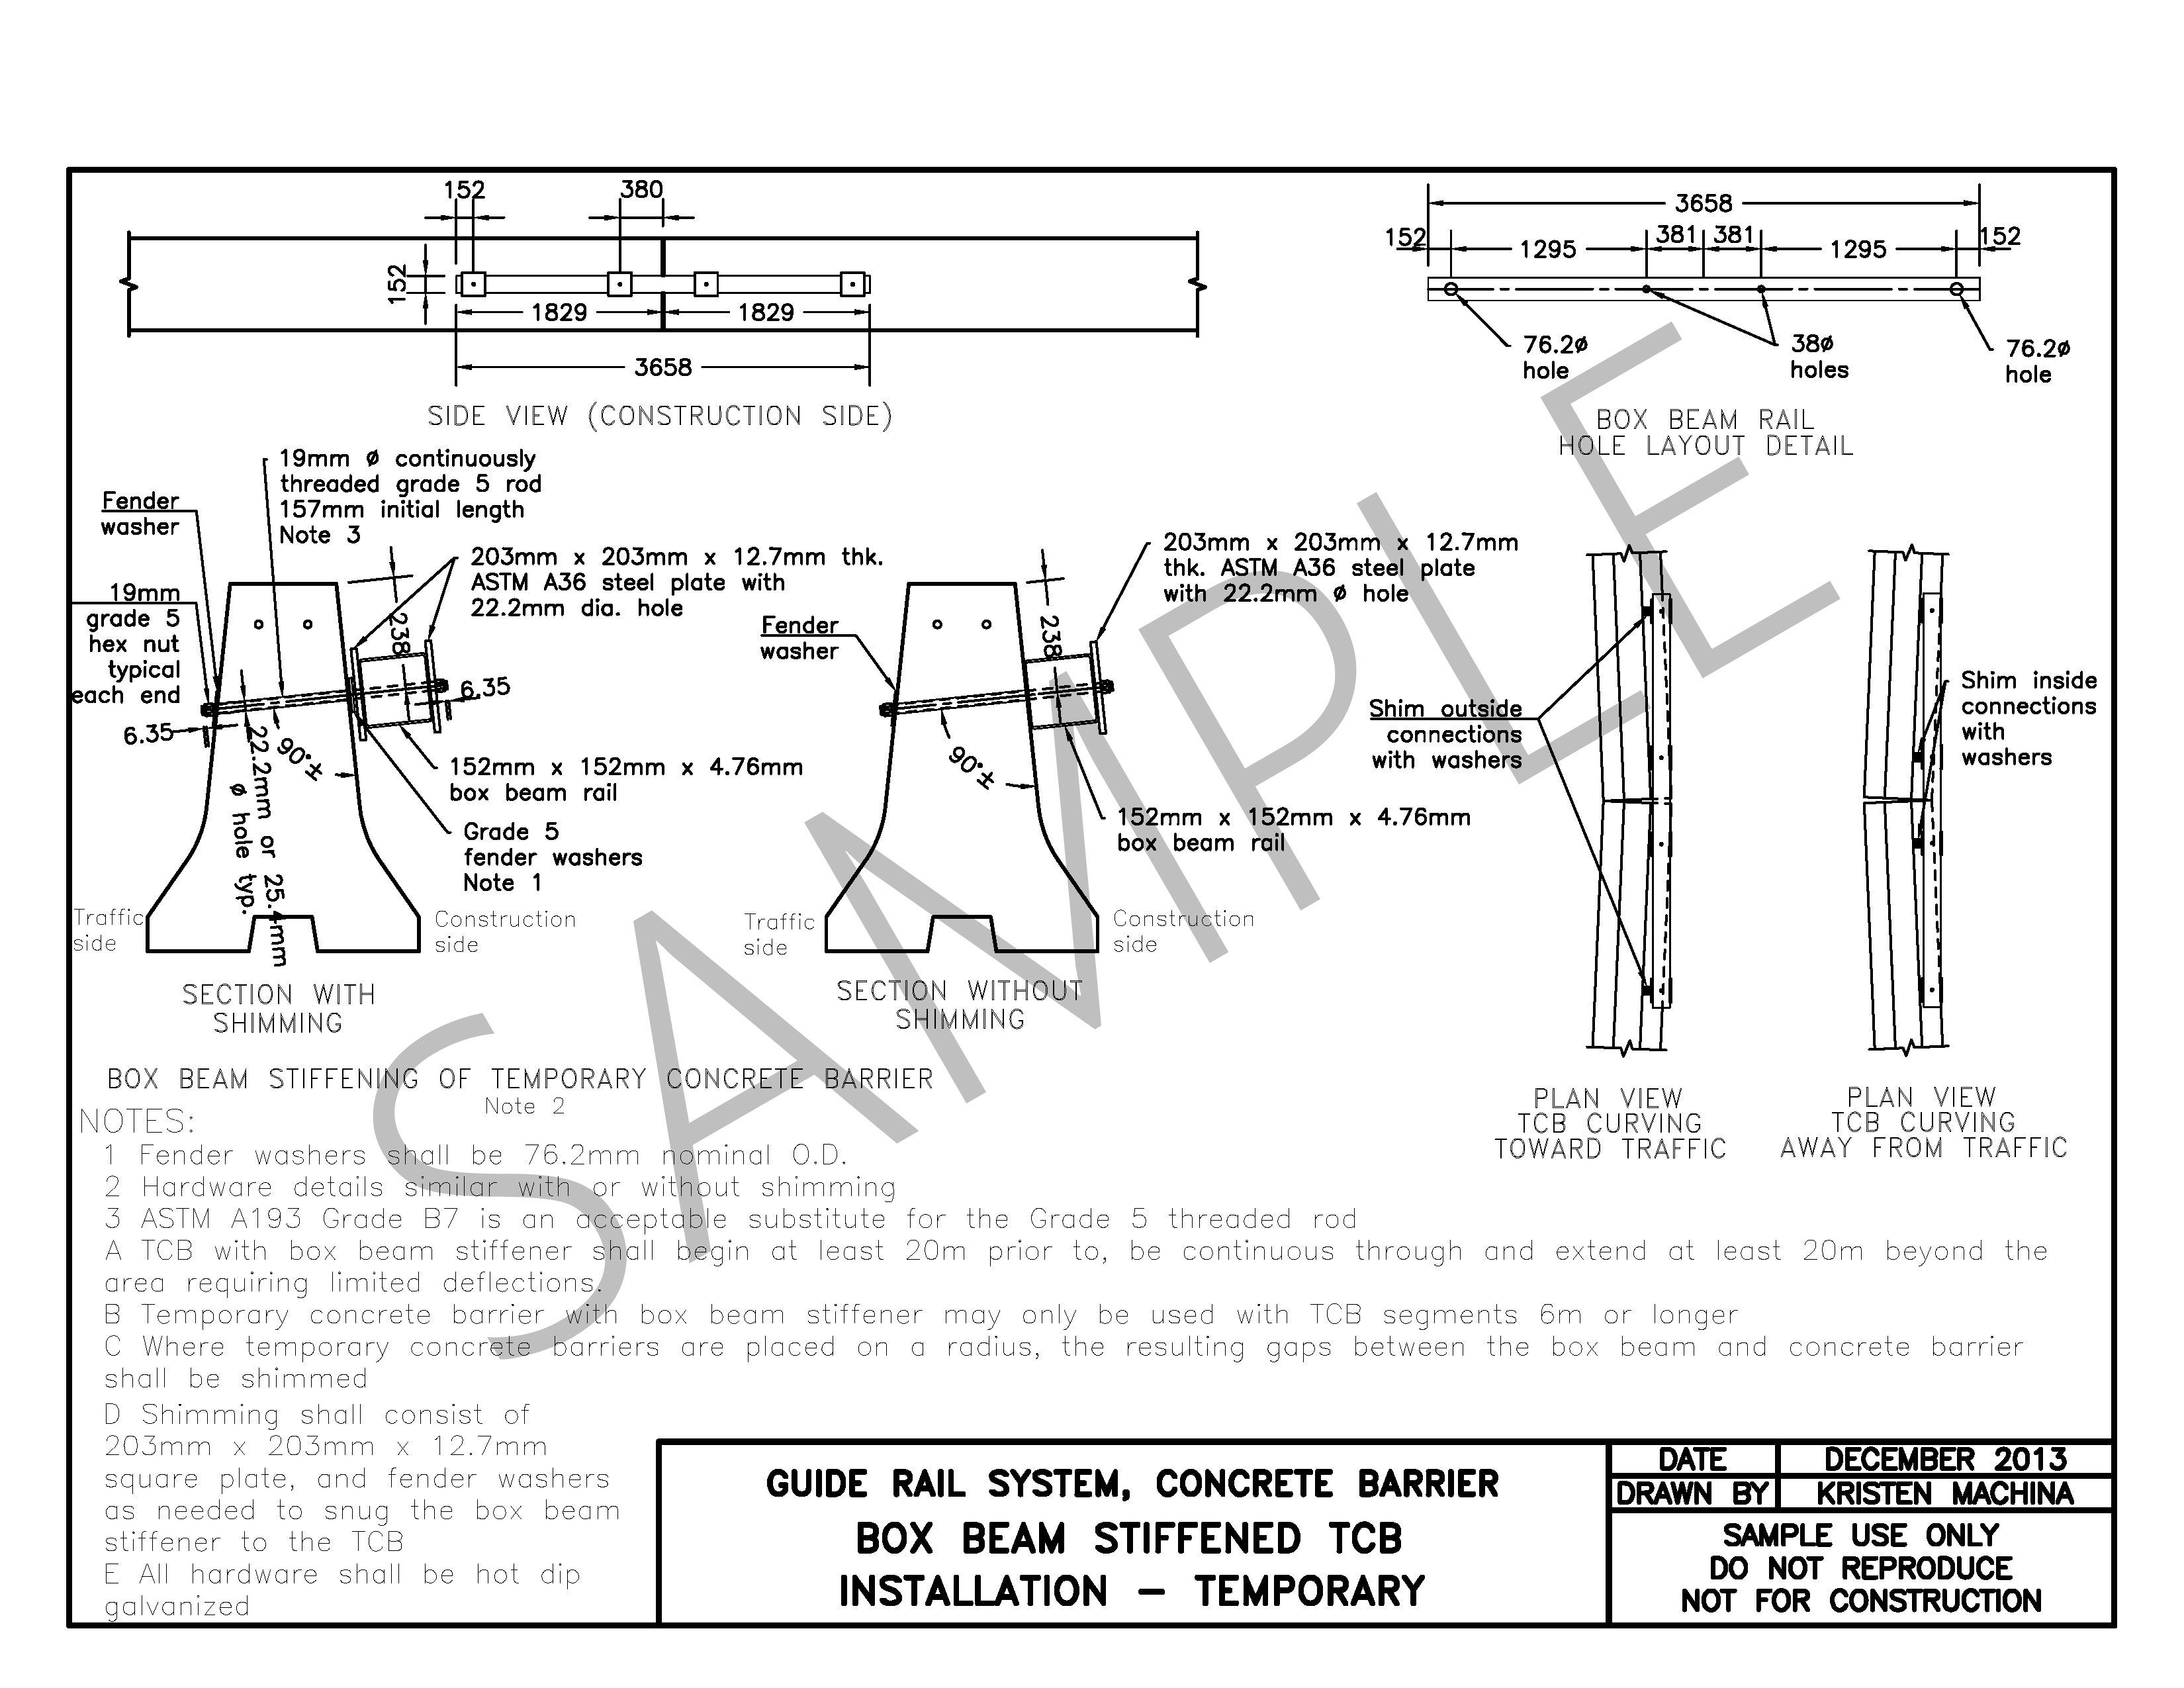 152
380
152
1829
1829
3658
SIDE VIEW (CONSTRUCTION SIDE)
3658
152
1295
381
381
1295
152
76.2ø
hole
38ø
holes
76.2ø
hole
BOX BEAM RAIL
HOLE LAYOUT DETAIL
19mm ø continuously
threaded grade 5 rod
157mm initial length
Note 3
Fender
washer
19mm
grade 5
hex nut
typical
each end
6.35
203mm x 203mm x 12.7mm thk.
ASTM A36 steel plate with
22.2mm dia. hole
238
6.35
90°±
22.2mm or 25.4mm
ø hole typ.
152mm x 152mm x 4.76mm
box beam rail
Grade 5
fender washers
Note 1
Traffic
side
Construction
side
SECTION WITH
SHIMMING
Fender
washer
203mm x 203mm x 12.7mm
thk. ASTM A36 steel plate
with 22.2mm ø hole
238
90°±
152mm x 152mm x 4.76mm
box beam rail
Traffic
side
Construction
side
SECTION WITHOUT
SHIMMING
Shim outside
connections
with washers
Shim inside
connections
with
washers
PLAN VIEW
TCB CURVING
TOWARD TRAFFIC
PLAN VIEW
TCB CURVING
AWAY FROM TRAFFIC
BOX BEAM STIFFENING OF TEMPORARY CONCRETE BARRIER
Note 2
NOTES:
1 Fender washers shall be 76.2mm nominal O.D.
2 Hardware details similar with or without shimming
3 ASTM A193 Grade B7 is an acceptable substitute for the Grade 5 threaded rod
A TCB with box beam stiffener shall begin at least 20m prior to, be continuous through and extend at least 20m beyond the
area requiring limited deflections.
B Temporary concrete barrier with box beam stiffener may only be used with TCB segments 6m or longer
C Where temporary concrete barriers are placed on a radius, the resulting gaps between the box beam and concrete barrier
shall be shimmed
D Shimming shall consist of
203mm x 203mm x 12.7mm
square plate, and fender washers
as needed to snug the box beam
stiffener to the TCB
E All hardware shall be hot dip
galvanized
GUIDE RAIL SYSTEM, CONCRETE BARRIER
BOX BEAM STIFFENED TCB
INSTALLATION – TEMPORARY
DATE
DECEMBER 2013
DRAWN BY
KRISTEN MACHINA
SAMPLE USE ONLY
DO NOT REPRODUCE
NOT FOR CONSTRUCTION
SAMPLE